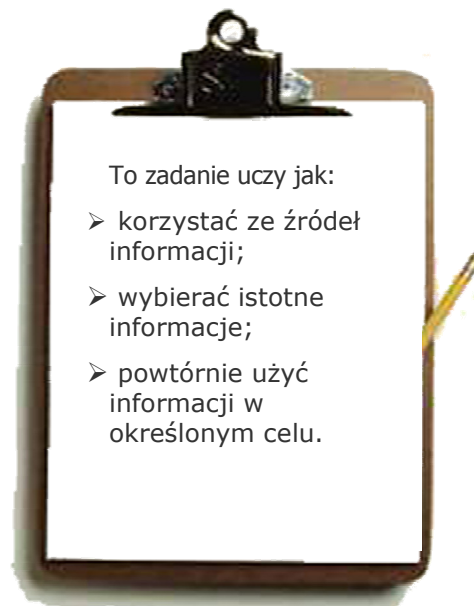 To zadanie uczy jak:
➢ korzystać ze źródeł
informacji;
➢ wybierać istotne
informacje;
➢ powtórnie użyć
informacji w
określonym celu.